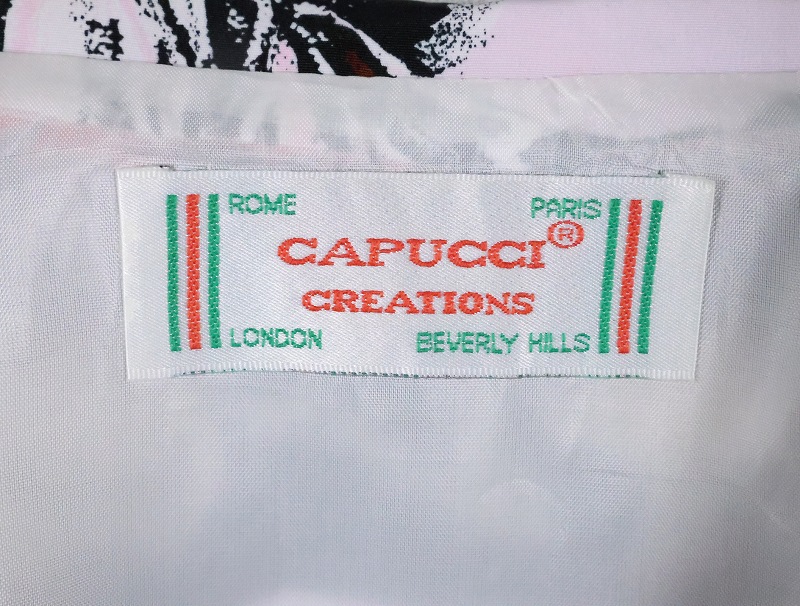 ROME PARIS
CAPUCCI®
CREATIONS
LONDON BEVERLY HILLS